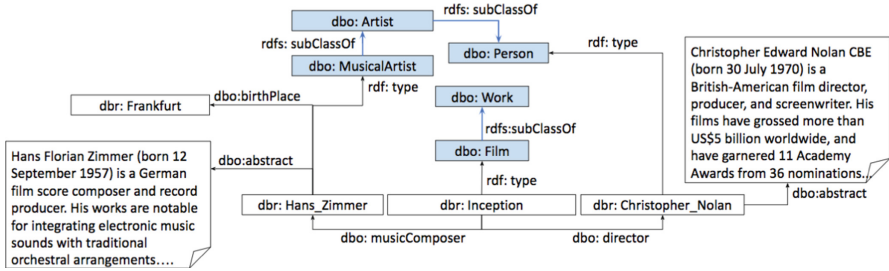 rdfs: subClassOf
dbo: Artist
rdfs: subClassOf
dbo: Person
rdf: type
dbo: MusicalArtist
rdf: type
dbr: Frankfurt
dbo:birthPlace
dbo: Work
rdfs:subClassOf
dbo: Film
rdf: type
Christopher Edward Nolan CBE
(born 30 July 1970) is a
British-American film director,
producer, and screenwriter. His
films have grossed more than
US$5 billion worldwide, and
have garnered 11 Academy
Awards from 36 nominations...
dbo:abstract
Hans Florian Zimmer (born 12
September 1957) is a German
film score composer and record
producer. His works are notable
for integrating electronic music
sounds with traditional
orchestral arrangements....
dbo:abstract
dbr: Hans_Zimmer
dbr: Inception
dbr: Christopher_Nolan
dbo: musicComposer
dbo: director